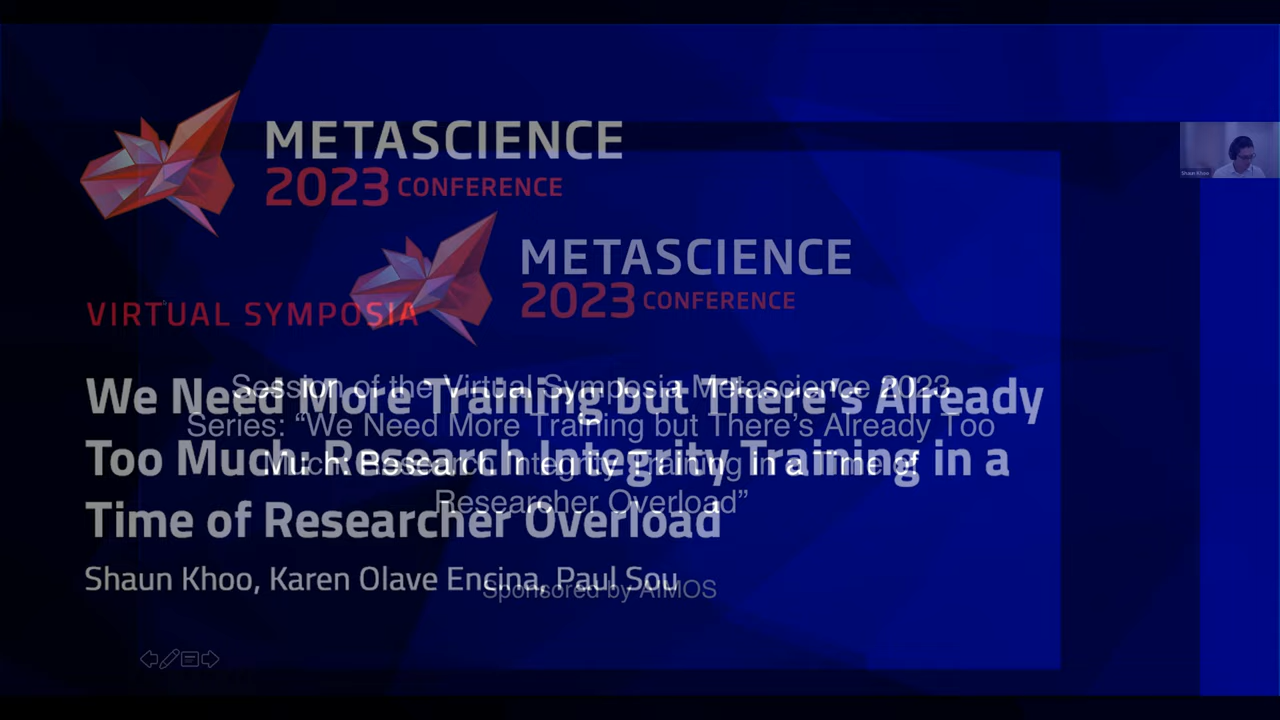 METASCIENCE
2023 CONFERENCE
METASCIENCE
2023 CONFERENCE
VIRTUAL SYMPOSIA
We Need More Training but There's Already
Too Much: Research Integrity Training in a
Time of Researcher Overload
Shaun Khoo, Karen Olave Encina, Paul Sou
Session of the Virtual Symposia Metascience 2023
Series: “We Need More Training but There’s Already Too
Much: Research Integrity Training in a Time of
Researcher Overload”
Sponsored by AIMOS
Shaun Khoo